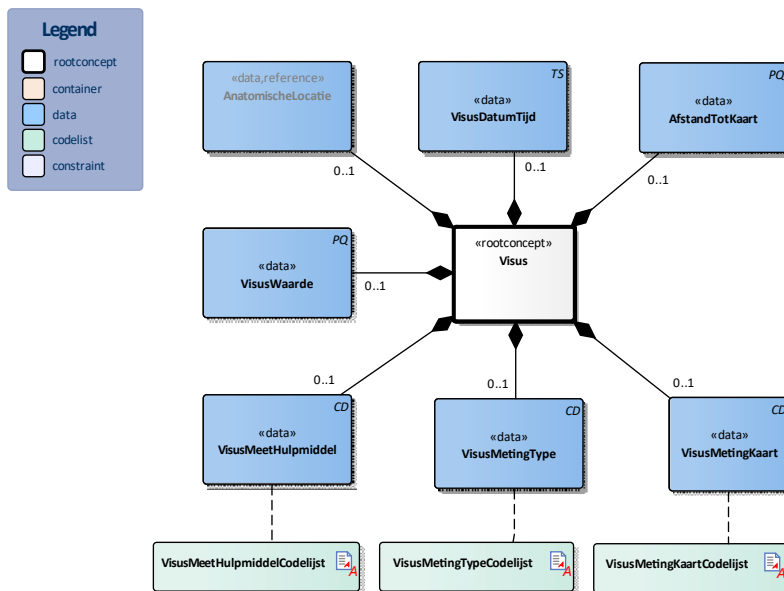 Legend
rootconcept
container
data
codelist
constraint
«data,reference»
AnatomischeLocatie
0..1
TS
«data»
VisusDatumTijd
0..1
PQ
«data»
AfstandTotKaart
0..1
PQ
«data»
VisusWaarde
0..1
«rootconcept»
Visus
0..1
CD
«data»
VisusMeetHulpmiddel
0..1
CD
«data»
VisusMetingType
0..1
CD
«data»
VisusMetingKaart
VisusMeetHulpmiddelCodelijst
A
VisusMetingTypeCodelijst
A
VisusMetingKaartCodelijst
A